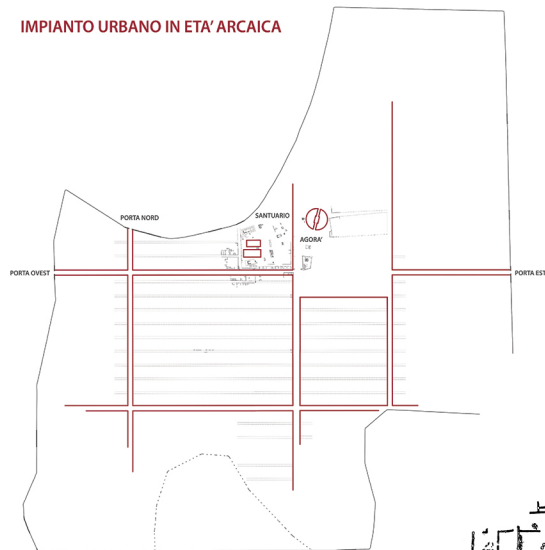 IMPIANTO URBANO IN ETA' ARCAICA
PORTA NORD
SANTUARIO
AGORA'
PORTA OVEST
PORTA EST